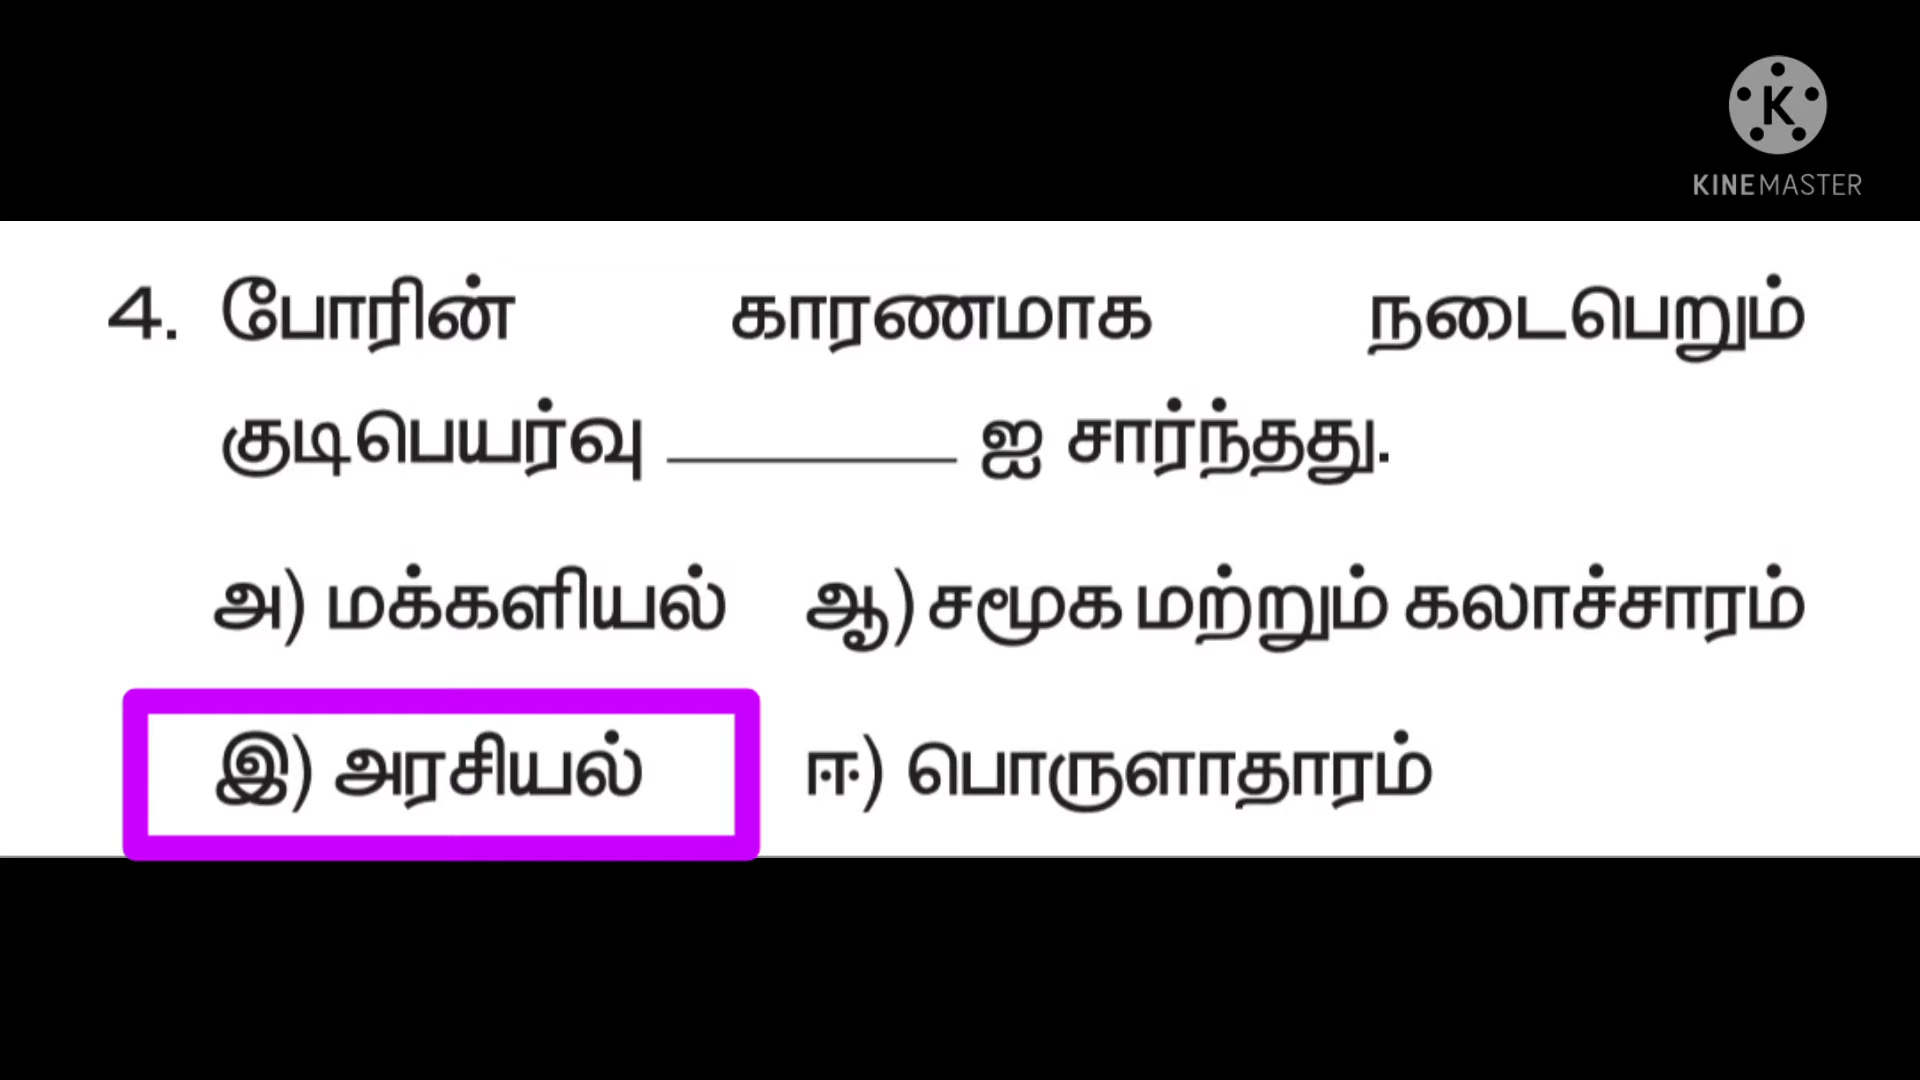 KINEMASTER
4. போரின் காரணமாக நடைபெறும்
குடிபெயர்வு ________ ஐ சார்ந்தது.
அ) மக்களியல் ஆ) சமூக மற்றும் கலாச்சாரம்
இ) அரசியல் ஈ) பொருளாதாரம்